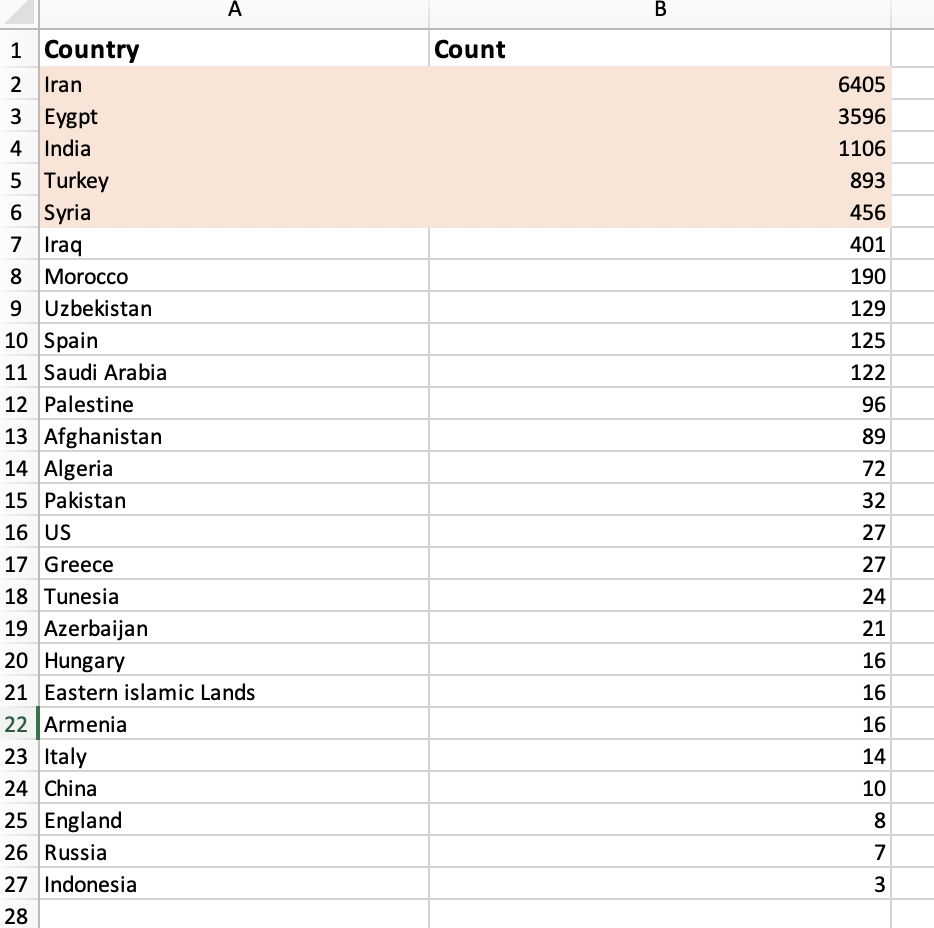 A B
1 Country Count
2 Iran 6405
3 Eygpt 3596
4 India 1106
5 Turkey 893
6 Syria 456
7 Iraq 401
8 Morocco 190
9 Uzbekistan 129
10 Spain 125
11 Saudi Arabia 122
12 Palestine 96
13 Afghanistan 89
14 Algeria 72
15 Pakistan 32
16 US 27
17 Greece 27
18 Tunesia 24
19 Azerbaijan 21
20 Hungary 16
21 Eastern islamic Lands 16
22 Armenia 16
23 Italy 14
24 China 10
25 England 8
26 Russia 7
27 Indonesia 3
28